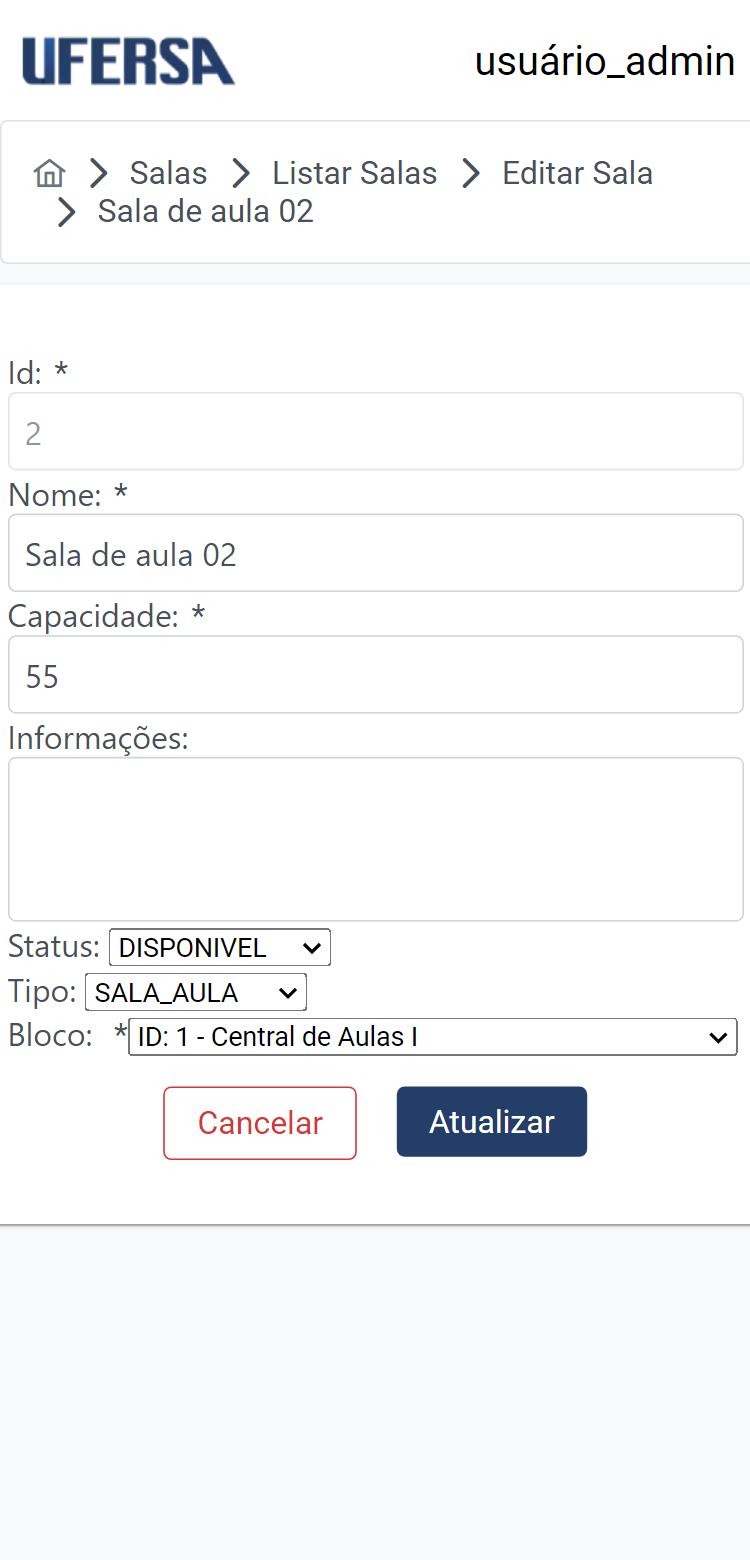 UFERSA
usuário_admin
Salas Listar Salas Editar Sala
Sala de aula 02
Id: *
2
Nome: *
Sala de aula 02
Capacidade: *
55
Informações:
Status: DISPONIVEL
Tipo: SALA_AULA
Bloco: * ID: 1 - Central de Aulas I
Cancelar Atualizar